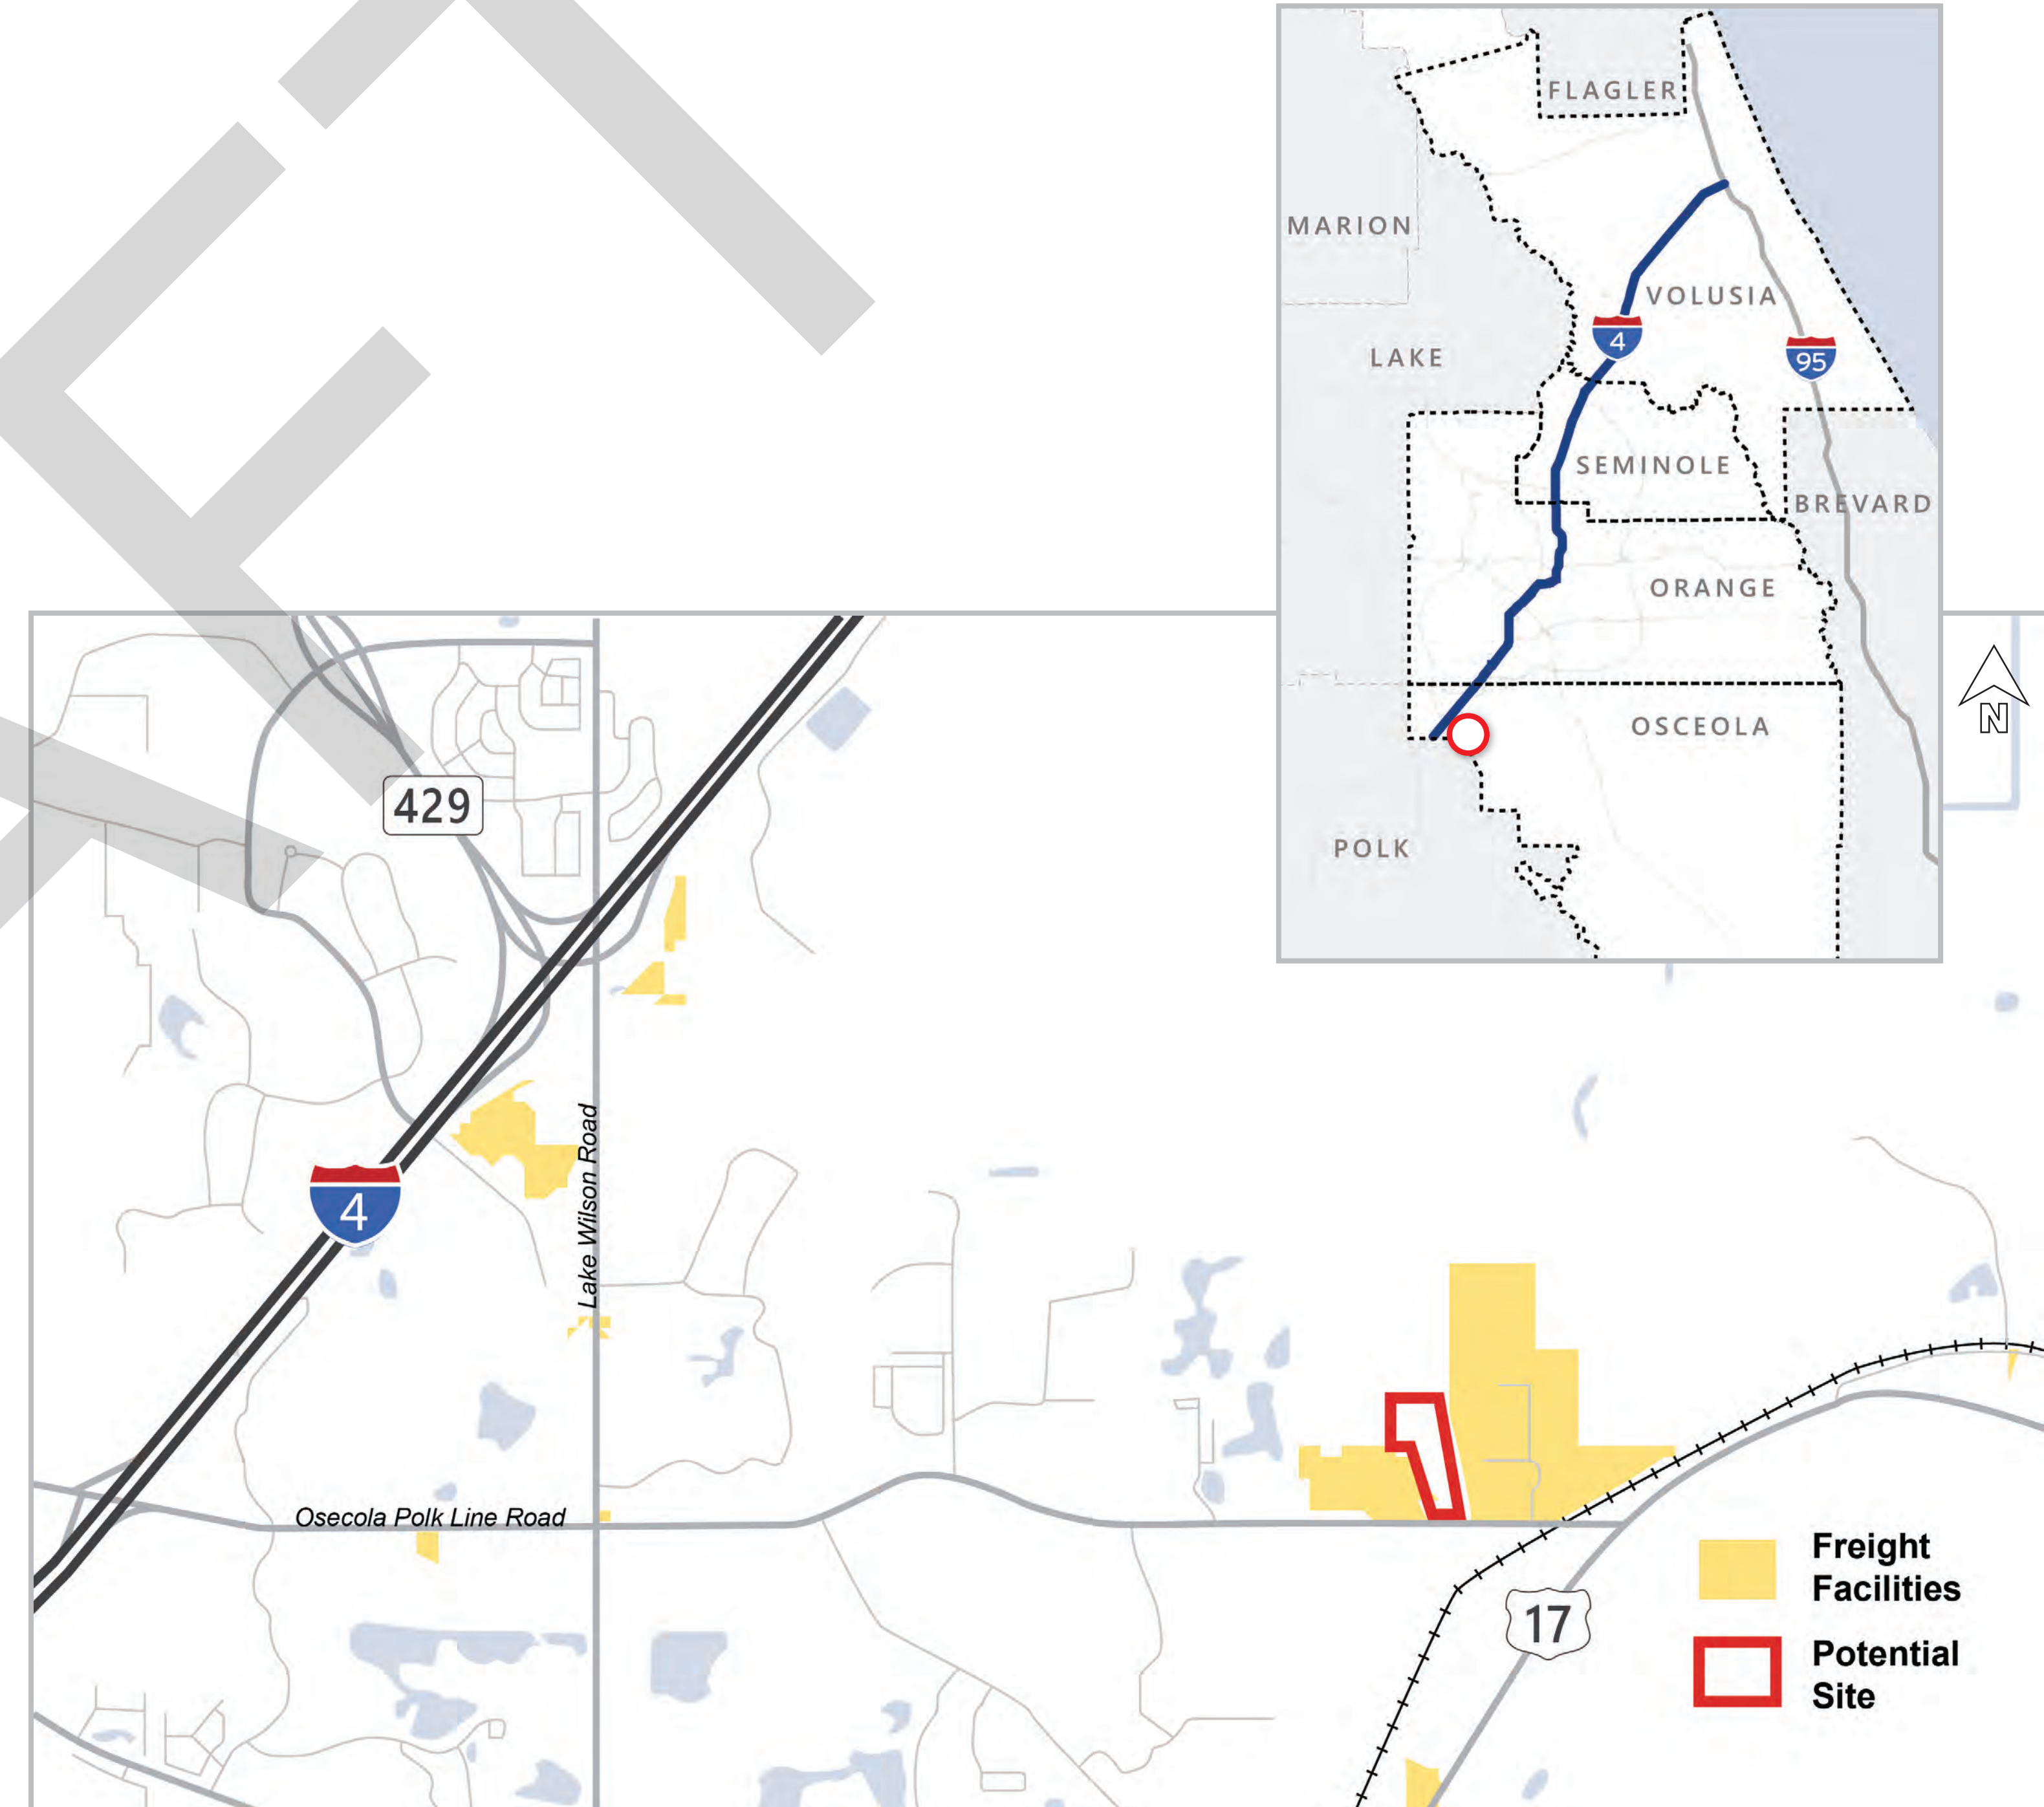 FLAGLER
MARION
VOLUSIA
4
95
LAKE
SEMINOLE
BREVARD
ORANGE
OSCEOLA
POLK
N
429
Lake Wilson Road
4
Osecola Polk Line Road
17
Freight
Facilities
Potential
Site